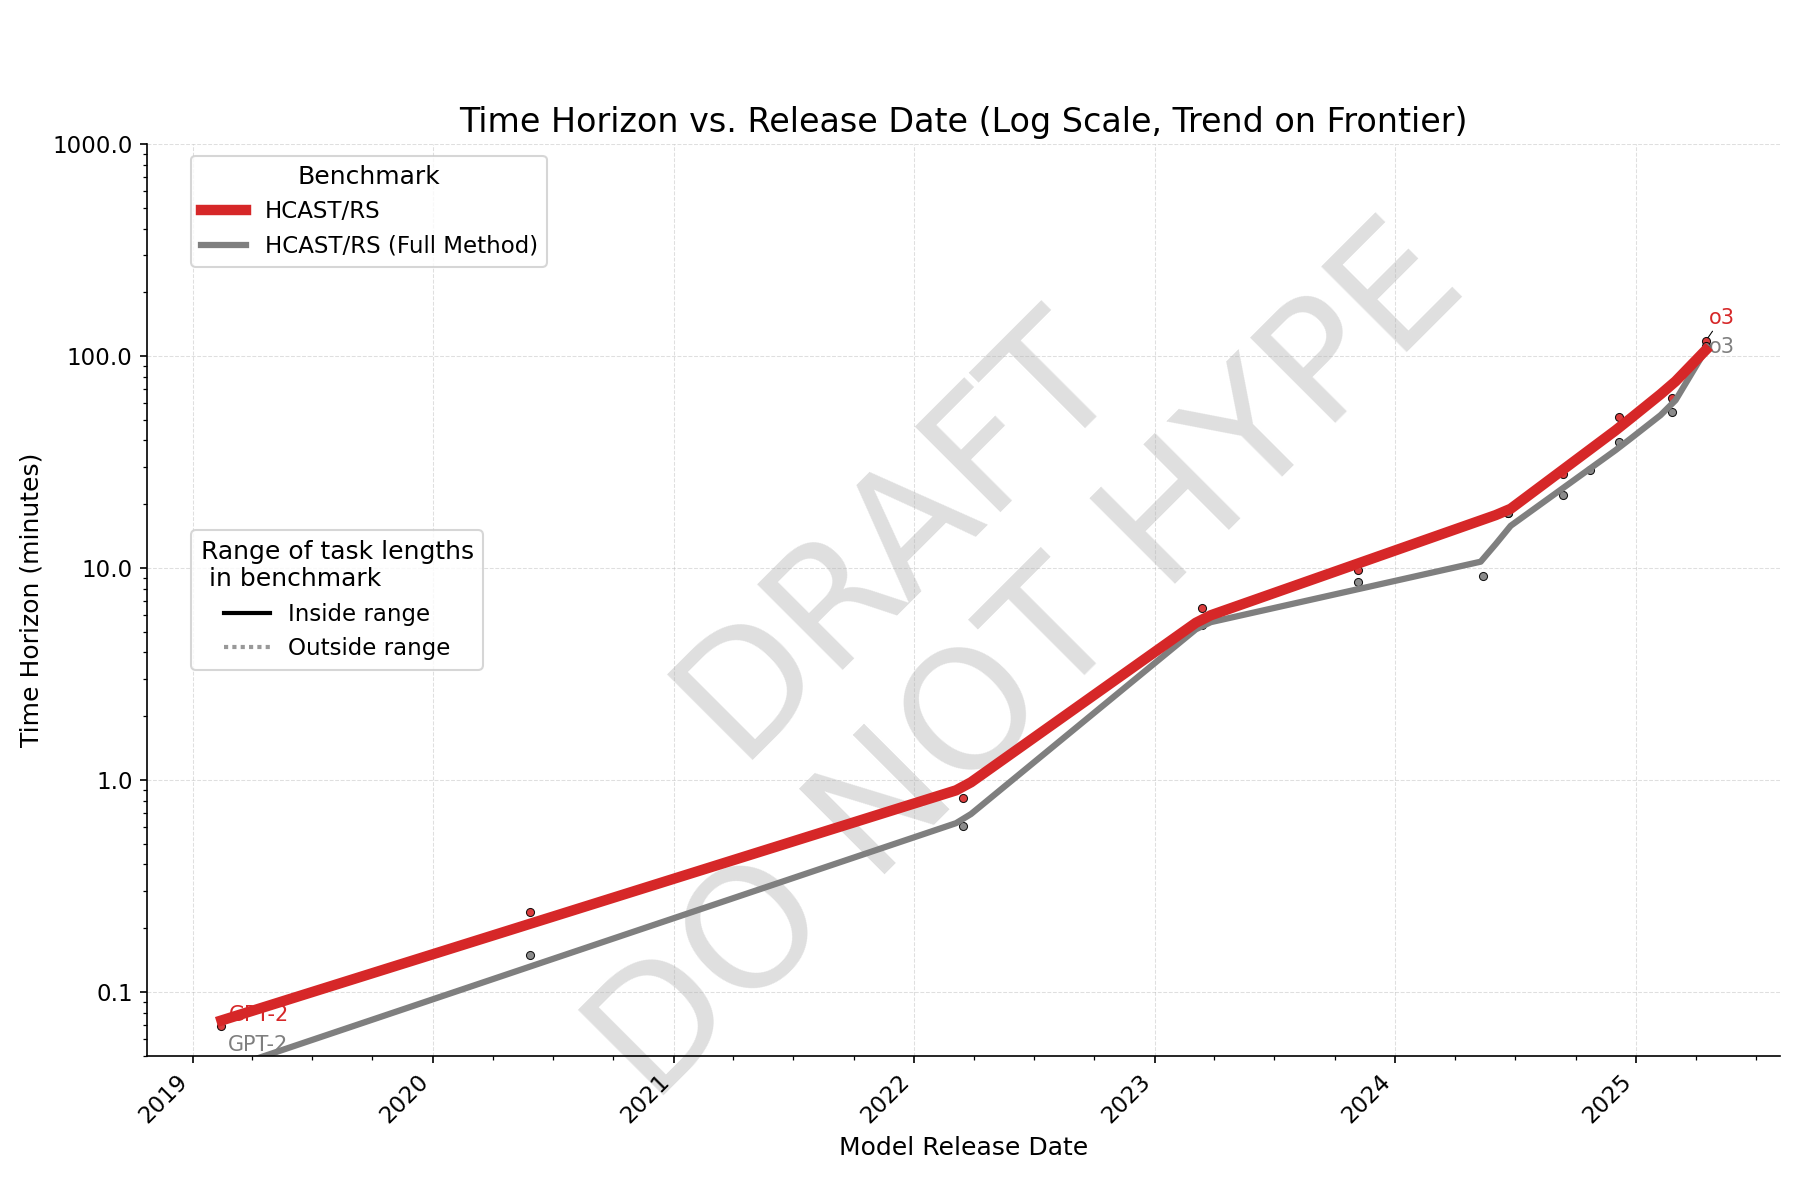 Time Horizon vs. Release Date (Log Scale, Trend on Frontier)
1000.0
100.0
10.0
1.0
0.1
Time Horizon (minutes)
Benchmark
HCAST/RS
HCAST/RS (Full Method)
Range of task lengths
in benchmark
Inside range
Outside range
DRAFT
DO NOT HYPE
o3
o3
GPT-2
GPT-2
2019
2020
2021
2022
2023
2024
2025
Model Release Date